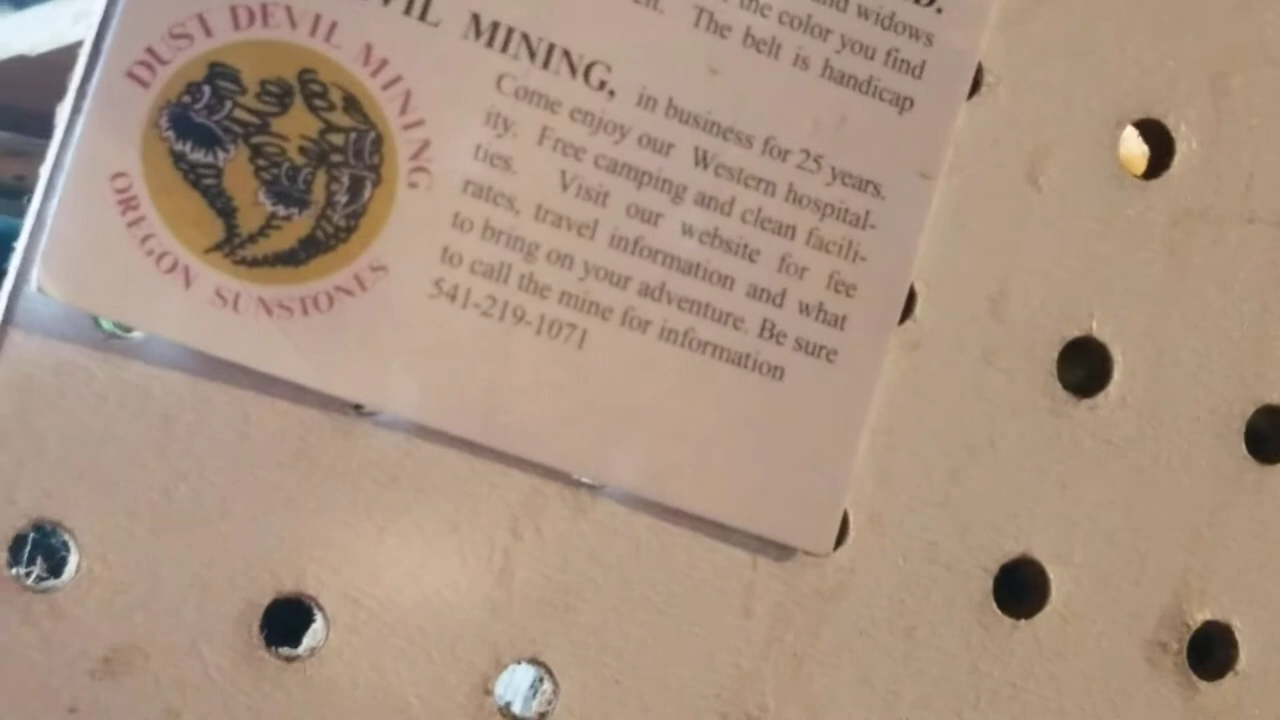 D.
and widows
the color you find
The belt is handicap
DUST DEVIL MINING
OREGON SUNSTONES
MINING, in business for 25 years.
Come enjoy our Western hospital-
ity. Free camping and clean facili-
ties. Visit our website for fee
rates, travel information and what
to bring on your adventure. Be sure
to call the mine for information
541-219-1071